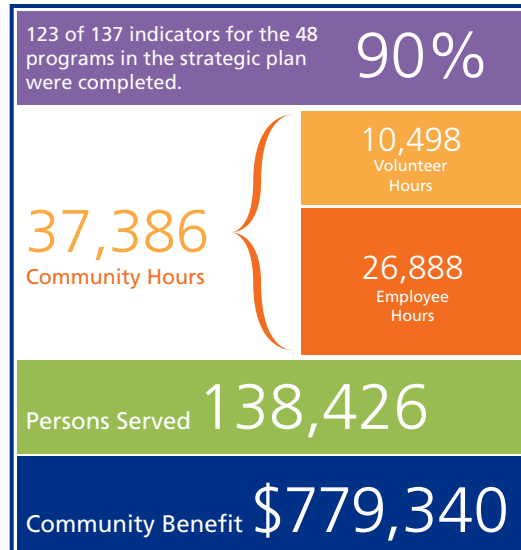 123 of 137 indicators for the 48
programs in the strategic plan
were completed.
90%
37,386
Community Hours
10,498
Volunteer
Hours
26,888
Employee
Hours
Persons Served 138,426
Community Benefit $779,340